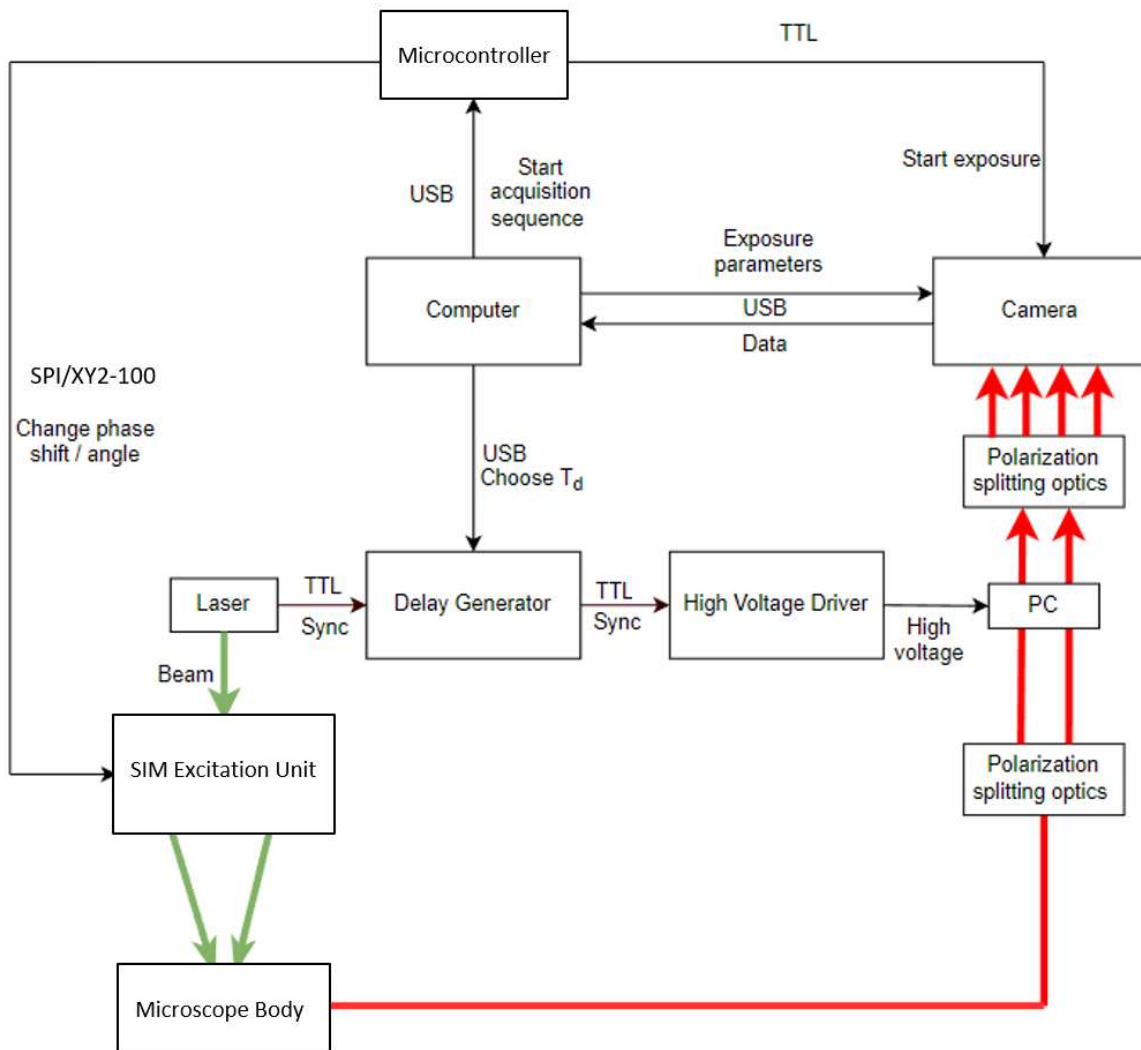 Microcontroller
TTL
Start exposure
USB
Start
acquisition
sequence
Exposure
parameters
Computer
USB
Camera
Data
SPI/XY2-100
Change phase
shift / angle
USB
Choose Td
Polarization
splitting optics
Laser
TTL
Sync
Delay Generator
TTL
Sync
High Voltage Driver
High
voltage
PC
Beam
SIM Excitation Unit
Polarization
splitting optics
Microscope Body